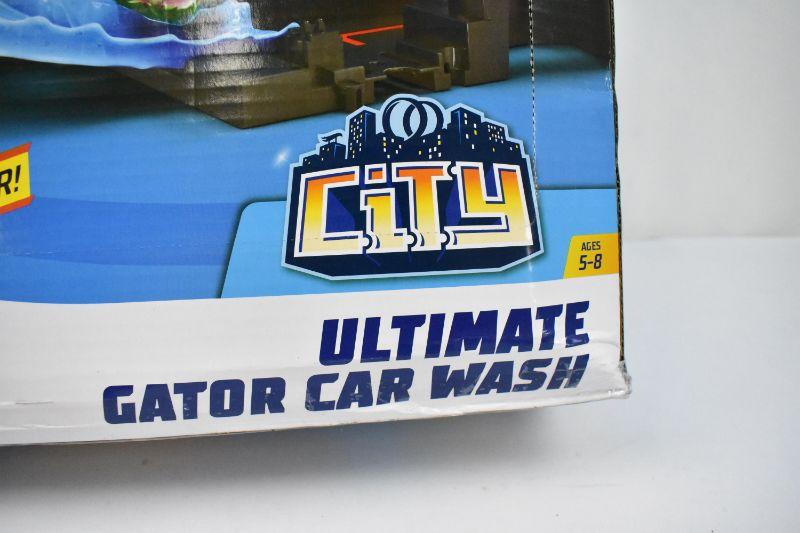 R!
CiTy
AGES
5-8
ULTIMATE
GATOR CAR WASH